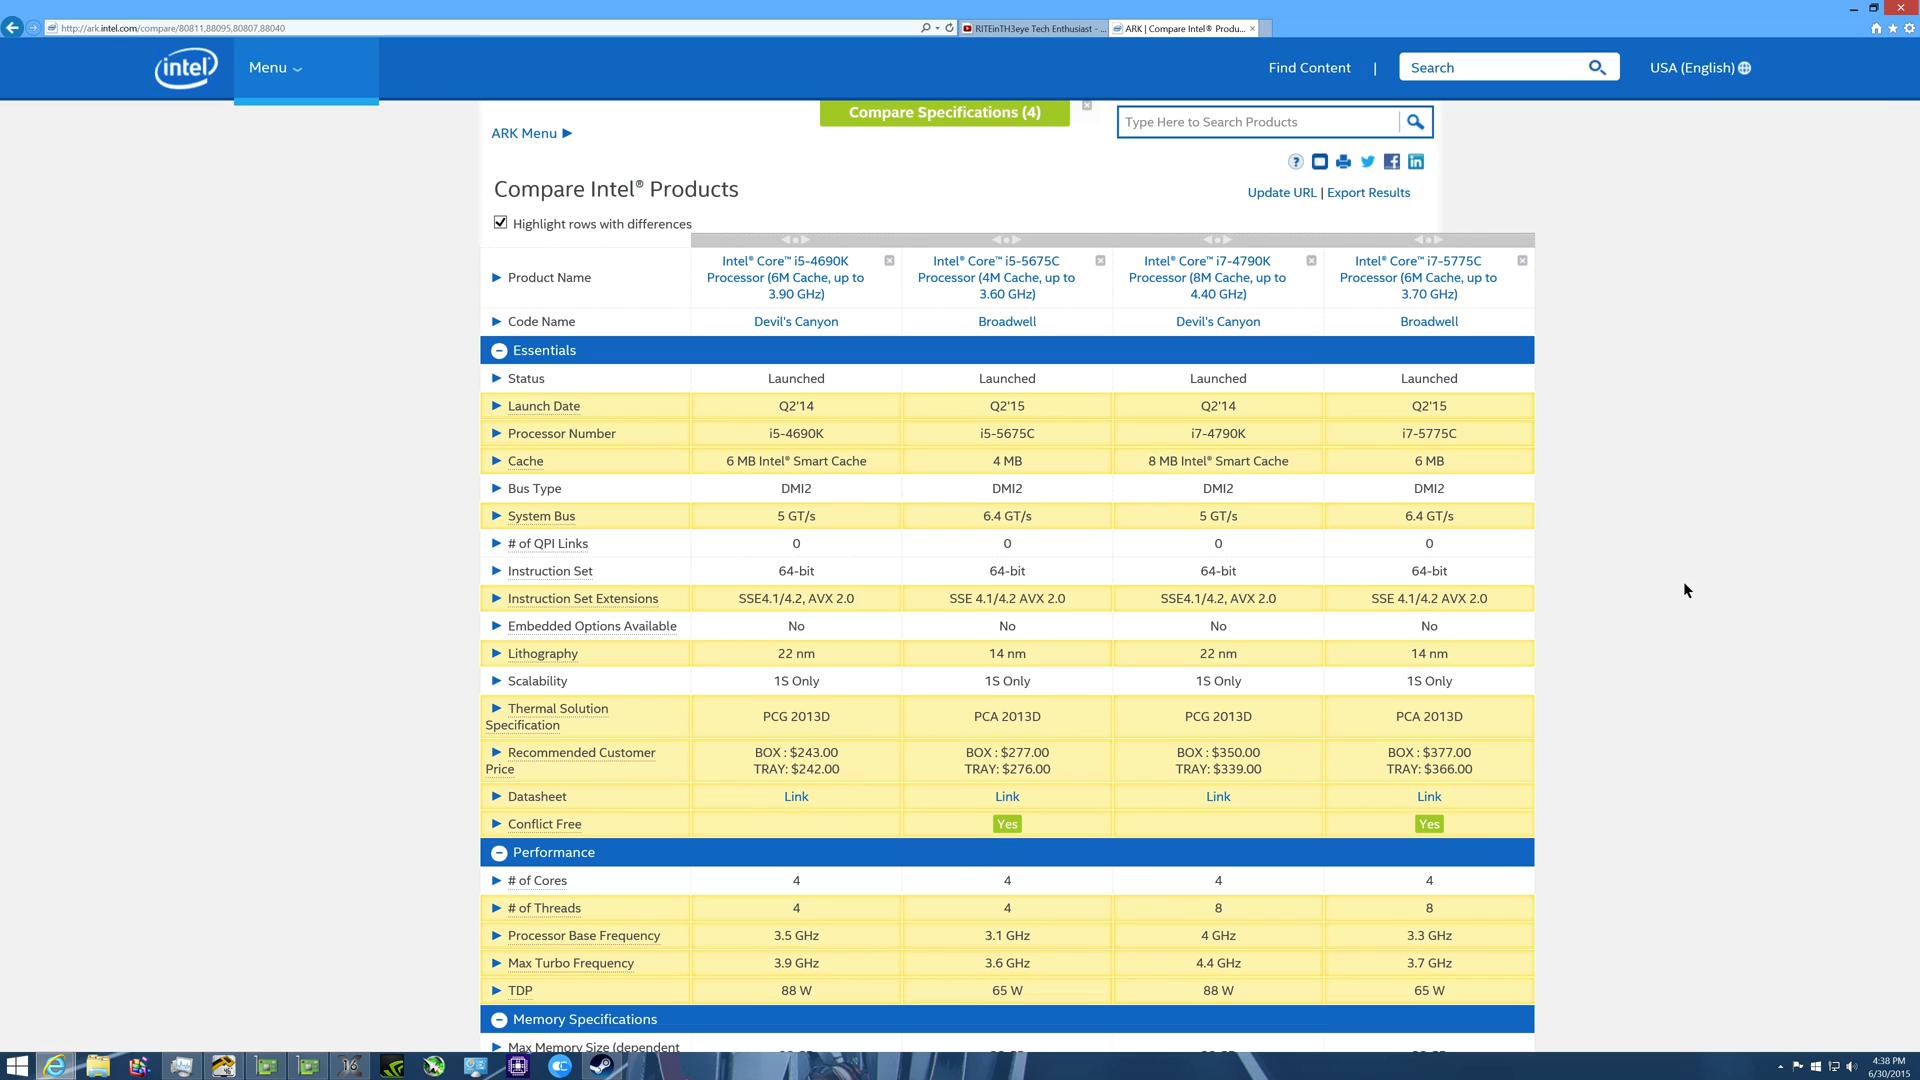 http://ark.intel.com/compare/80811,88095,80807,88040
RITEinTH3eye Tech Enthusiast - ...
ARK | Compare Intel® Produ...
intel
Menu
Find Content
|
Search
USA (English)
Compare Specifications (4)
ARK Menu
Type Here to Search Products
Compare Intel® Products
Update URL | Export Results
Highlight rows with differences
Product Name
Intel® Core™ i5-4690K Processor (6M Cache, up to 3.90 GHz)
Intel® Core™ i5-5675C Processor (4M Cache, up to 3.60 GHz)
Intel® Core™ i7-4790K Processor (8M Cache, up to 4.40 GHz)
Intel® Core™ i7-5775C Processor (6M Cache, up to 3.70 GHz)
Code Name Devil's Canyon Broadwell Devil's Canyon Broadwell
Essentials
Status Launched Launched Launched Launched
Launch Date Q2'14 Q2'15 Q2'14 Q2'15
Processor Number i5-4690K i5-5675C i7-4790K i7-5775C
Cache 6 MB Intel® Smart Cache 4 MB 8 MB Intel® Smart Cache 6 MB
Bus Type DMI2 DMI2 DMI2 DMI2
System Bus 5 GT/s 6.4 GT/s 5 GT/s 6.4 GT/s
# of QPI Links 0 0 0 0
Instruction Set 64-bit 64-bit 64-bit 64-bit
Instruction Set Extensions SSE4.1/4.2, AVX 2.0 SSE 4.1/4.2 AVX 2.0 SSE4.1/4.2, AVX 2.0 SSE 4.1/4.2 AVX 2.0
Embedded Options Available No No No No
Lithography 22 nm 14 nm 22 nm 14 nm
Scalability 1S Only 1S Only 1S Only 1S Only
Thermal Solution Specification PCG 2013D PCA 2013D PCG 2013D PCA 2013D
Recommended Customer BOX : $243.00 BOX : $277.00 BOX : $350.00 BOX : $377.00
Price TRAY: $242.00 TRAY: $276.00 TRAY: $339.00 TRAY: $366.00
Datasheet Link Link Link Link
Conflict Free Yes Yes
Performance
# of Cores 4 4 4 4
# of Threads 4 4 8 8
Processor Base Frequency 3.5 GHz 3.1 GHz 4 GHz 3.3 GHz
Max Turbo Frequency 3.9 GHz 3.6 GHz 4.4 GHz 3.7 GHz
TDP 88 W 65 W 88 W 65 W
Memory Specifications
Max Memory Size (dependent
4:38 PM
6/30/2015